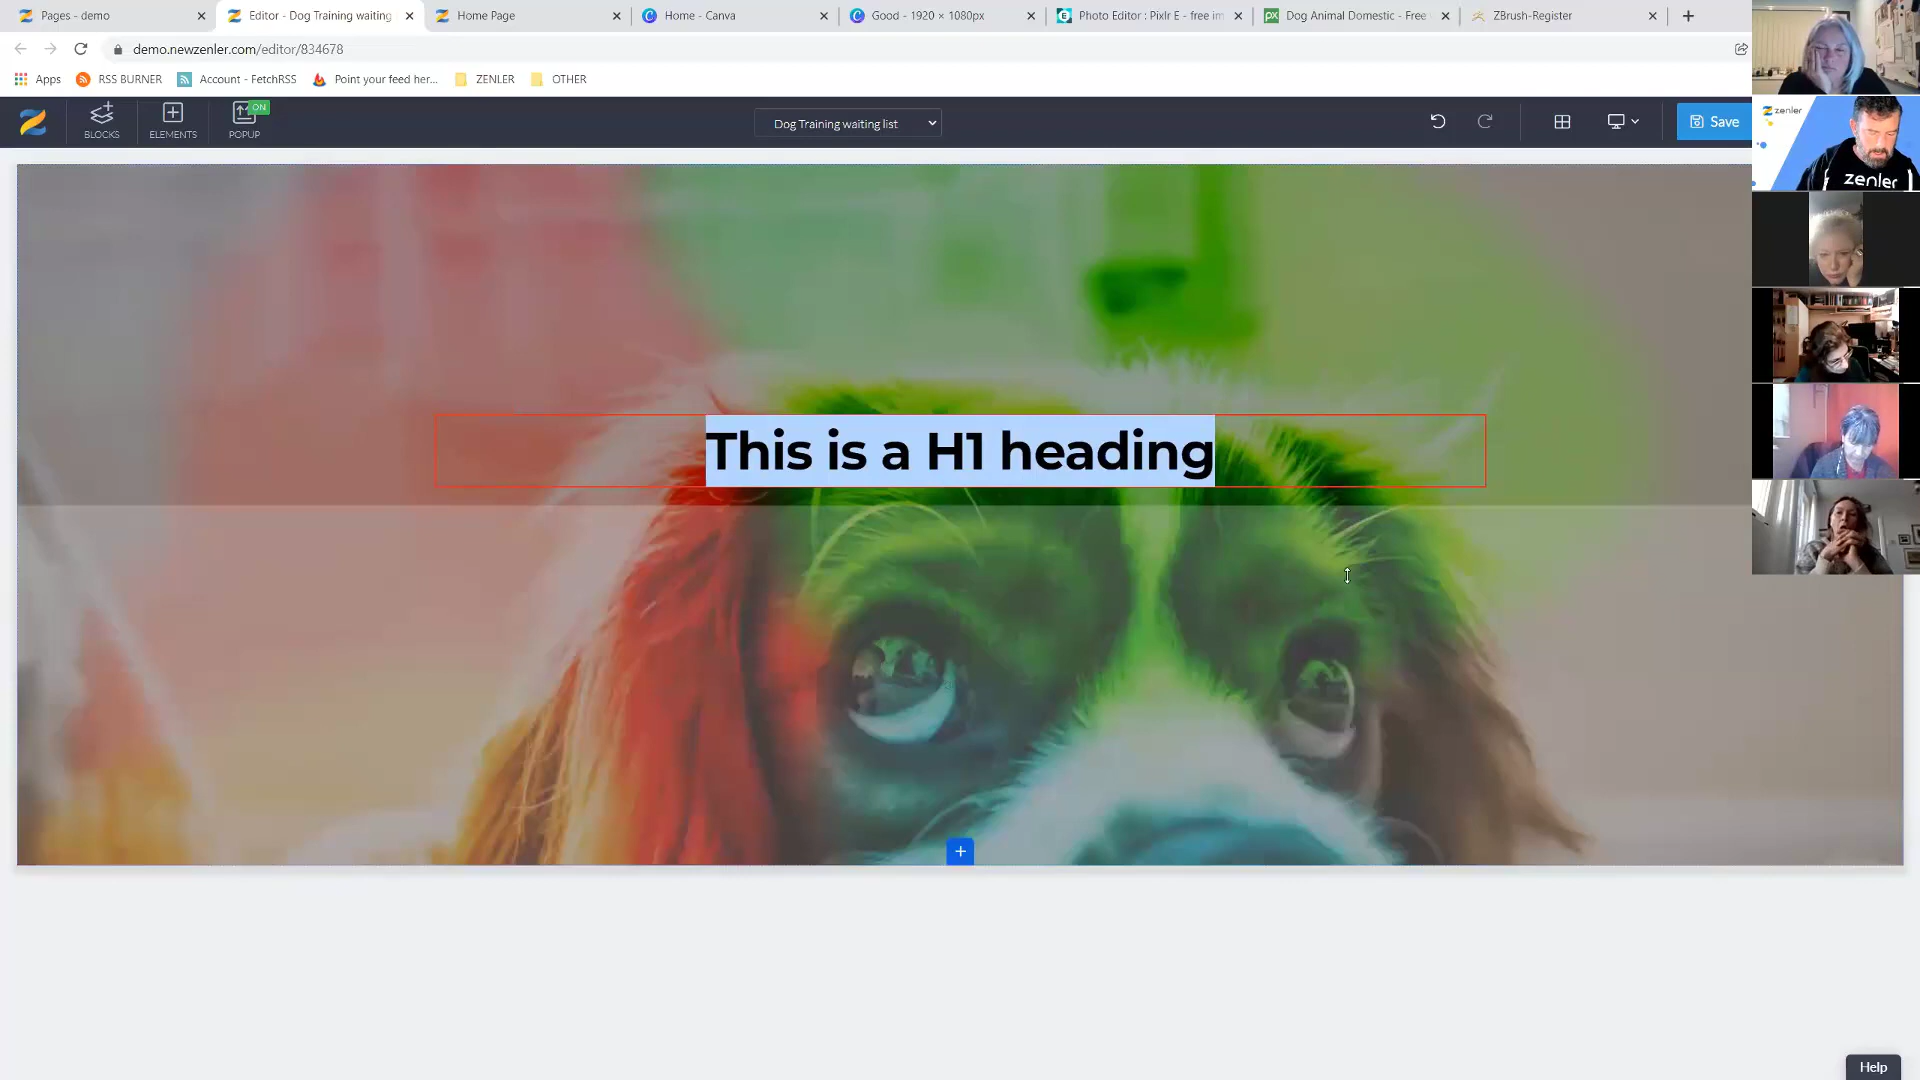 Pages - demo
Editor - Dog Training waiting
Home Page
Home - Canva
Good - 1920 × 1080px
Photo Editor : Pixlr E - free im
Dog Animal Domestic - Free
ZBrush-Register
demo.newzenler.com/editor/834678
Apps
RSS BURNER
Account - FetchRSS
Point your feed her...
ZENLER
OTHER
BLOCKS
ELEMENTS
ON
POPUP
Dog Training waiting list
Save
zenler
zenler
This is a H1 heading
Help